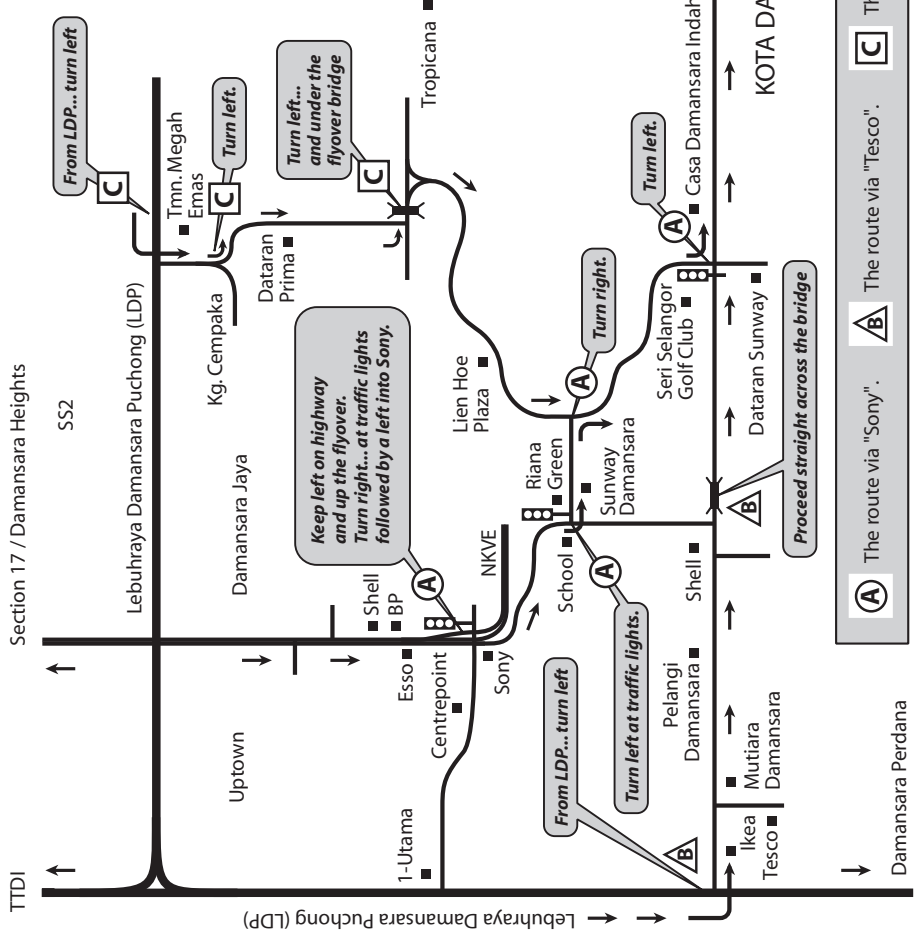 TTDI
Section 17 / Damansara Heights
SS2
Lebuhraya Damansara Puchong (LDP)
From LDP... turn left
C
Tmn. Megah
Emas
C
Turn left.
Kg. Cempaka
Uptown
Damansara Jaya
Dataran
Prima
Turn left...
and under the
flyover bridge
C
Tropicana
Keep left on highway
and up the flyover.
Turn right... at traffic lights
followed by a left into Sony.
A
Shell
BP
Esso
Centrepoint
1-Utama
Sony
NKVE
Lien Hoe
Plaza
School
Riana
Green
Sunway
Damansara
A
Turn right.
A
Turn left at traffic lights.
From LDP... turn left
B
Lebuhraya Damansara Puchong (LDP)
Pelangi
Damansara
Shell
Seri Selangor
Golf Club
A
Turn left.
Casa Damansara Indah
Ikea
Tesco
Mutiara
Damansara
B
Proceed straight across the bridge
Dataran Sunway
KOTA DA
Damansara Perdana
A The route via "Sony".
B The route via "Tesco".
C Th